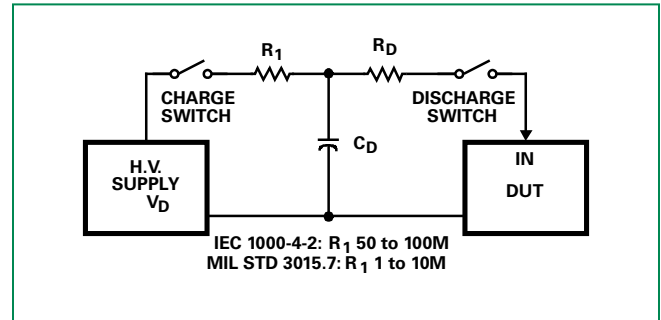 R1
RD
CHARGE
SWITCH
DISCHARGE
SWITCH
CD
H.V.
SUPPLY
VD
IN
DUT
IEC 1000-4-2: R1 50 to 100M
MIL STD 3015.7: R1 1 to 10M